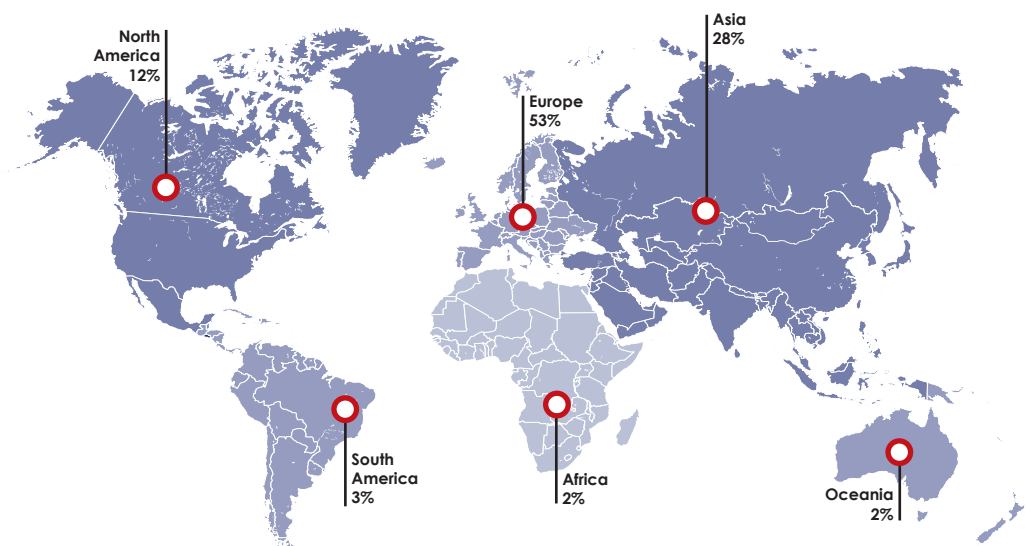 North
America
12%
Asia
28%
Europe
53%
South
America
3%
Africa
2%
Oceania
2%